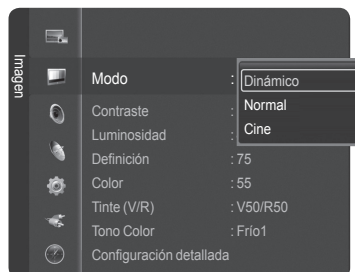 Imagen
Modo : Dinámico
Normal
Contraste :
Cine
Luminosidad :
Definición : 75
Color : 55
Tinte (V/R) : V50/R50
Tono Color : Frío1
Configuración detallada